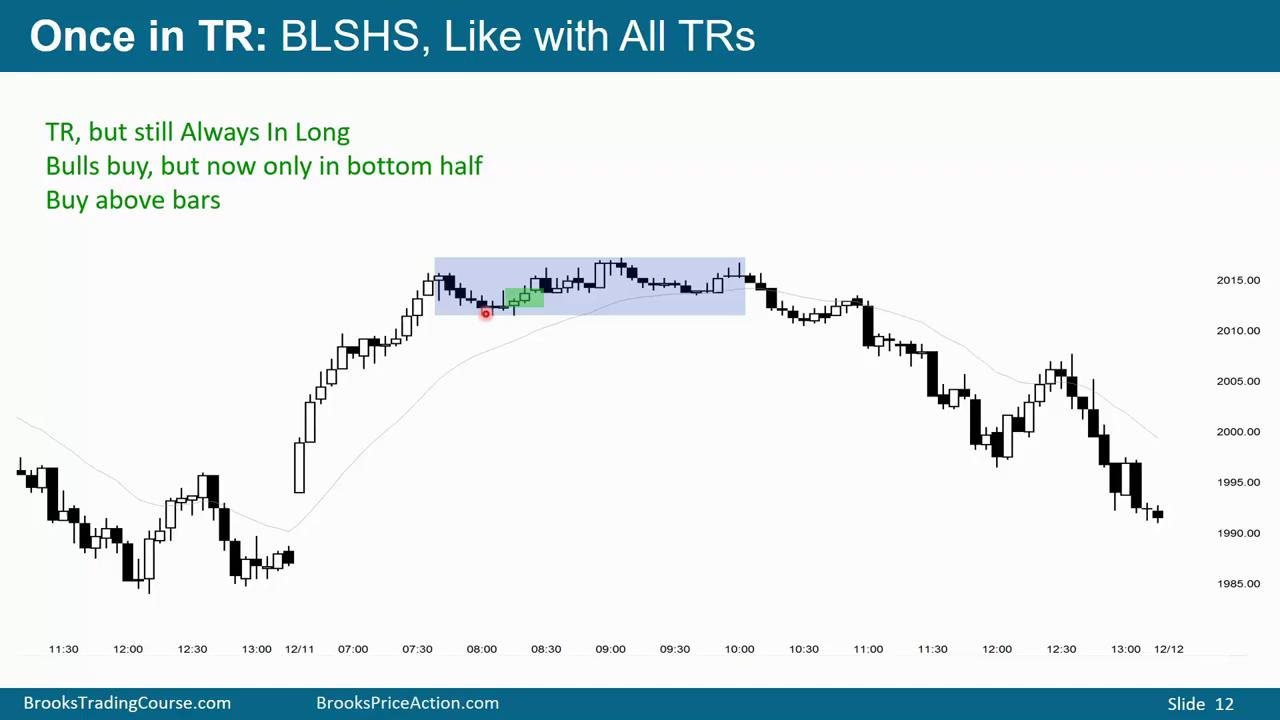 Once in TR: BLSHS, Like with All TRs
TR, but still Always In Long
Bulls buy, but now only in bottom half
Buy above bars
2015.00
2010.00
2005.00
2000.00
1995.00
1990.00
1985.00
11:30 12:00 12:30 13:00 12/11 07:00 07:30 08:00 08:30 09:00 09:30 10:00 10:30 11:00 11:30 12:00 12:30 13:00 12/12
BrooksTradingCourse.com BrooksPriceAction.com Slide 12